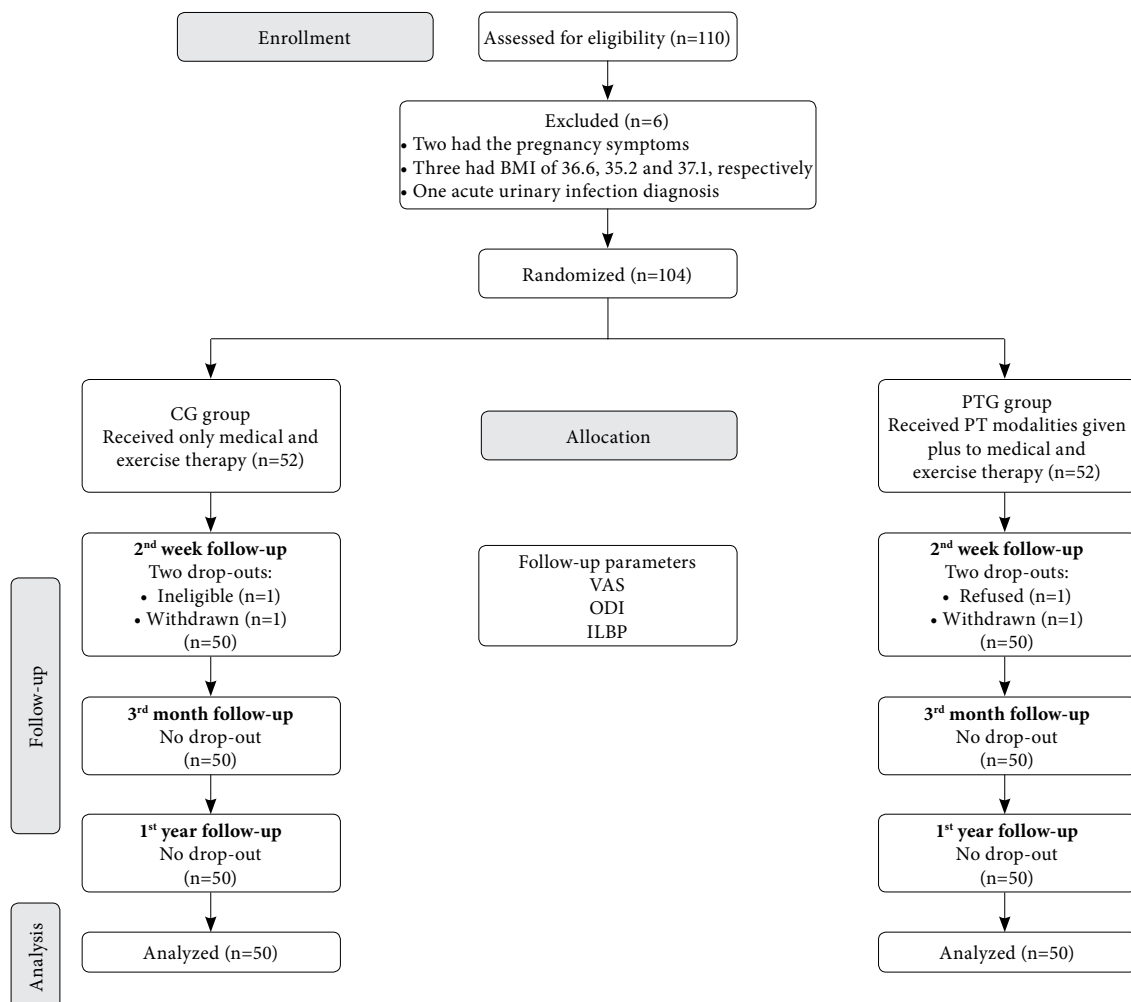 Enrollment
Assessed for eligibility (n=110)
Excluded (n=6)
• Two had the pregnancy symptoms
• Three had BMI of 36.6, 35.2 and 37.1, respectively
• One acute urinary infection diagnosis
Randomized (n=104)
CG group
Received only medical and
exercise therapy (n=52)
Allocation
PTG group
Received PT modalities given
plus to medical and
exercise therapy (n=52)
Follow-up
2nd week follow-up
Two drop-outs:
• Ineligible (n=1)
• Withdrawn (n=1)
(n=50)
Follow-up parameters
VAS
ODI
ILBP
2nd week follow-up
Two drop-outs:
• Refused (n=1)
• Withdrawn (n=1)
(n=50)
3rd month follow-up
No drop-out
(n=50)
3rd month follow-up
No drop-out
(n=50)
1st year follow-up
No drop-out
(n=50)
1st year follow-up
No drop-out
(n=50)
Analysis
Analyzed (n=50)
Analyzed (n=50)